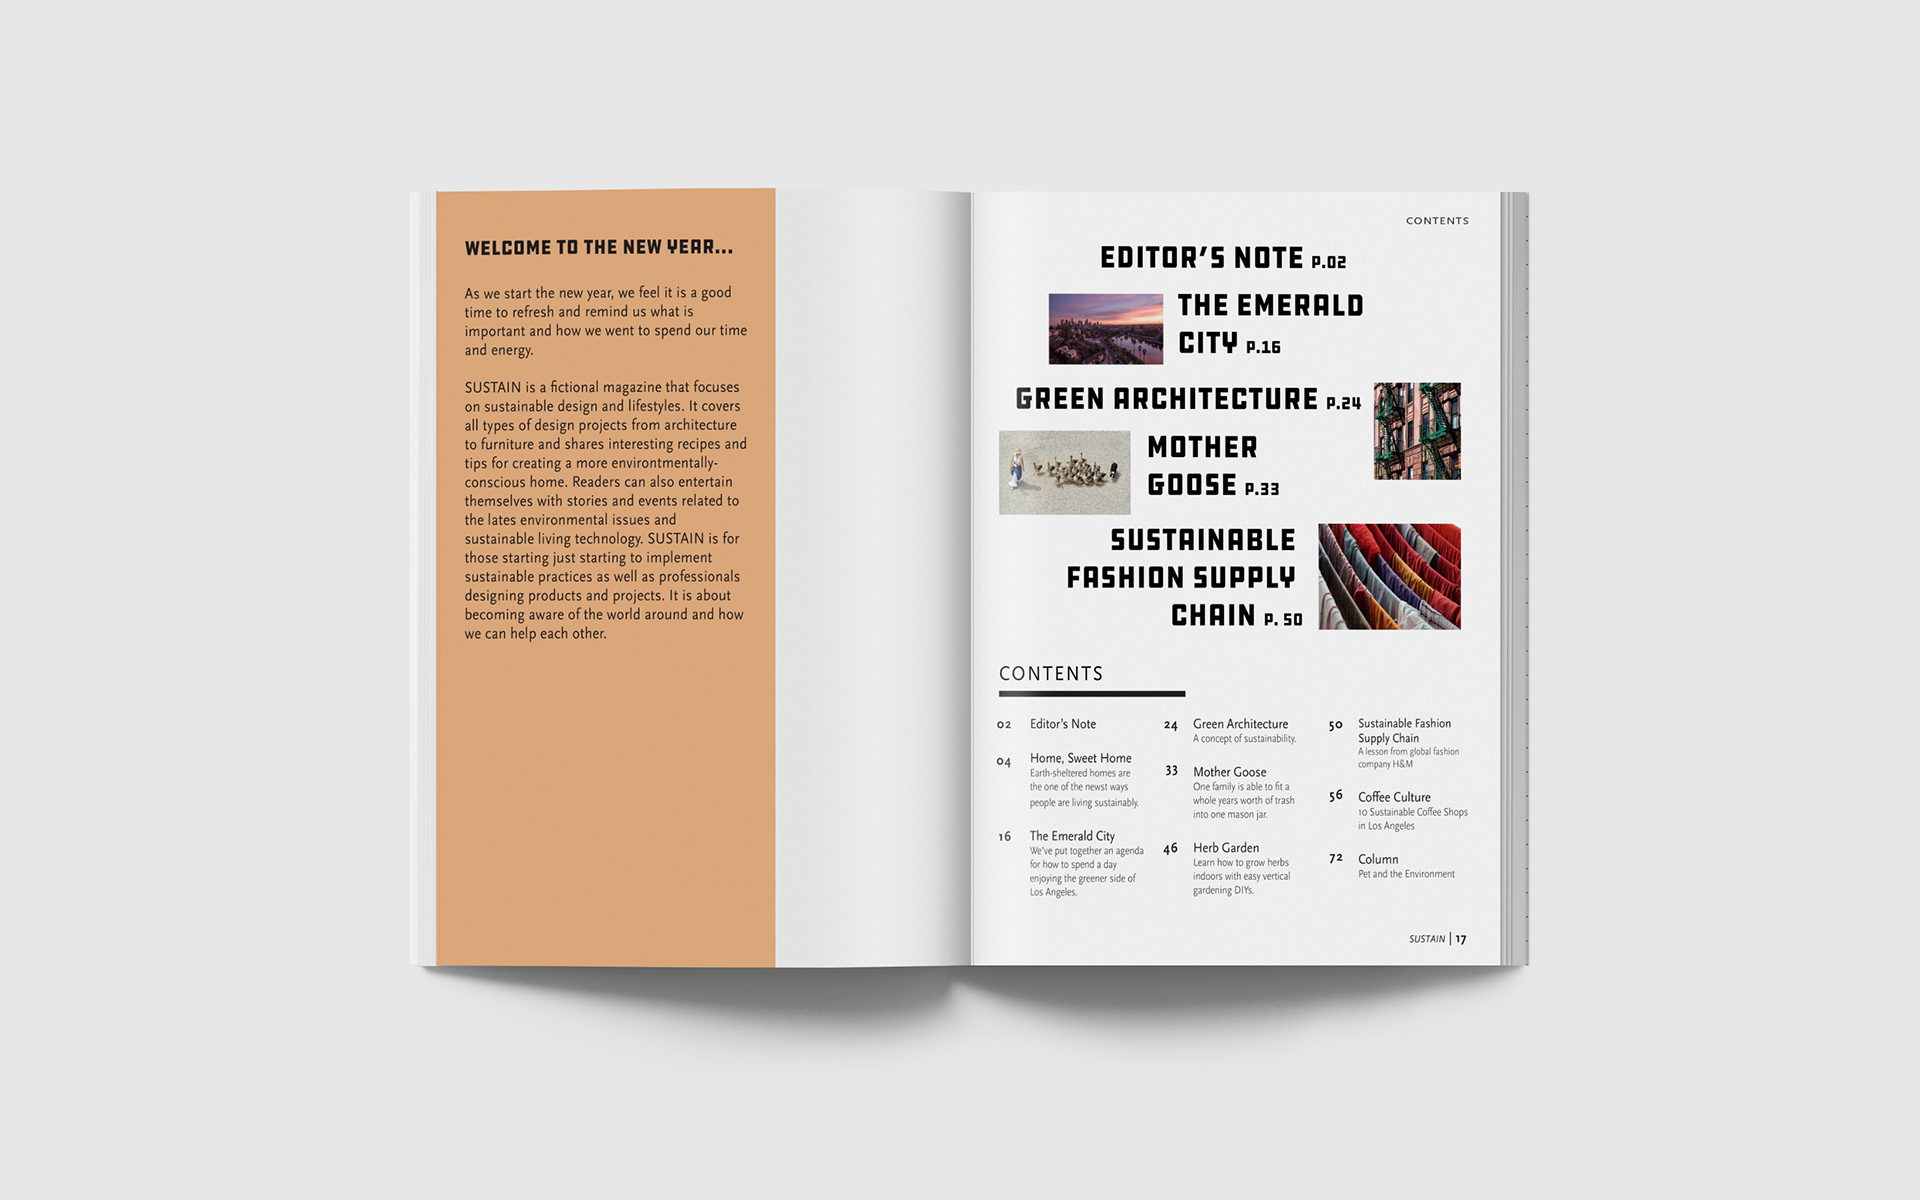 WELCOME TO THE NEW YEAR...
As we start the new year, we feel it is a good
time to refresh and remind us what is
important and how we went to spend our time
and energy.
SUSTAIN is a fictional magazine that focuses
on sustainable design and lifestyles. It covers
all types of design projects from architecture
to furniture and shares interesting recipes and
tips for creating a more environtmentally-
conscious home. Readers can also entertain
themselves with stories and events related to
the lates environmental issues and
sustainable living technology. SUSTAIN is for
those starting just starting to implement
sustainable practices as well as professionals
designing products and projects. It is about
becoming aware of the world around and how
we can help each other.
CONTENTS
EDITOR'S NOTE P.02
THE EMERALD
CITY P.16
GREEN ARCHITECTURE P.24
MOTHER
GOOSE P.33
SUSTAINABLE
FASHION SUPPLY
CHAIN P. 50
CONTENTS
02 Editor's Note
04 Home, Sweet Home
Earth-sheltered homes are
the one of the newst ways
people are living sustainably.
16 The Emerald City
We've put together an agenda
for how to spend a day
enjoying the greener side of
Los Angeles.
24 Green Architecture
A concept of sustainability.
33 Mother Goose
One family is able to fit a
whole years worth of trash
into one mason jar.
46 Herb Garden
Learn how to grow herbs
indoors with easy vertical
gardening DIYs.
50 Sustainable Fashion
Supply Chain
A lesson from global fashion
company H&M
56 Coffee Culture
10 Sustainable Coffee Shops
in Los Angeles
72 Column
Pet and the Environment
SUSTAIN | 17